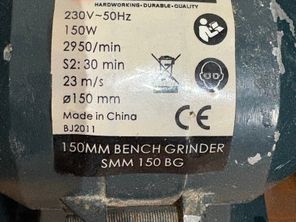 HARDWORKING•DURABLE•QUALITY
230V~50Hz
150W
2950/min
S2: 30 min
23 m/s
ø150 mm
Made in China
BJ2011
CE
150MM BENCH GRINDER
SMM 150 BG